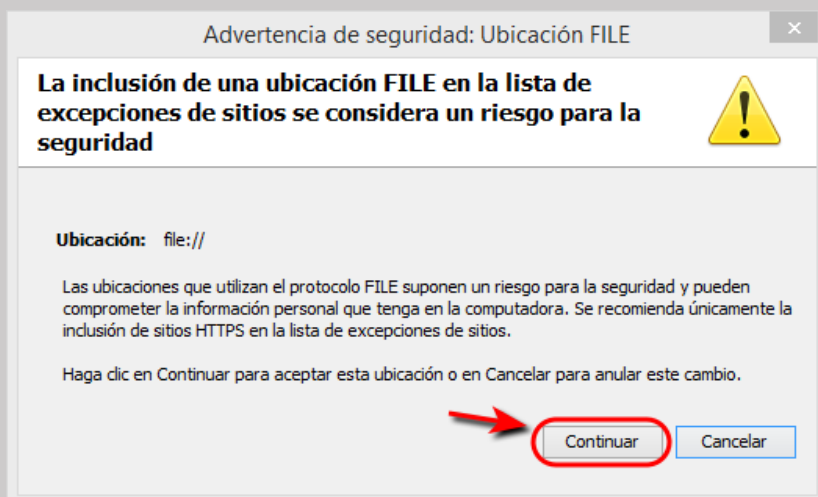 Advertencia de seguridad: Ubicación FILE
La inclusión de una ubicación FILE en la lista de
excepciones de sitios se considera un riesgo para la
seguridad
Ubicación: file://
Las ubicaciones que utilizan el protocolo FILE suponen un riesgo para la seguridad y pueden
comprometer la información personal que tenga en la computadora. Se recomienda únicamente la
inclusión de sitios HTTPS en la lista de excepciones de sitios.
Haga clic en Continuar para aceptar esta ubicación o en Cancelar para anular este cambio.
Continuar Cancelar